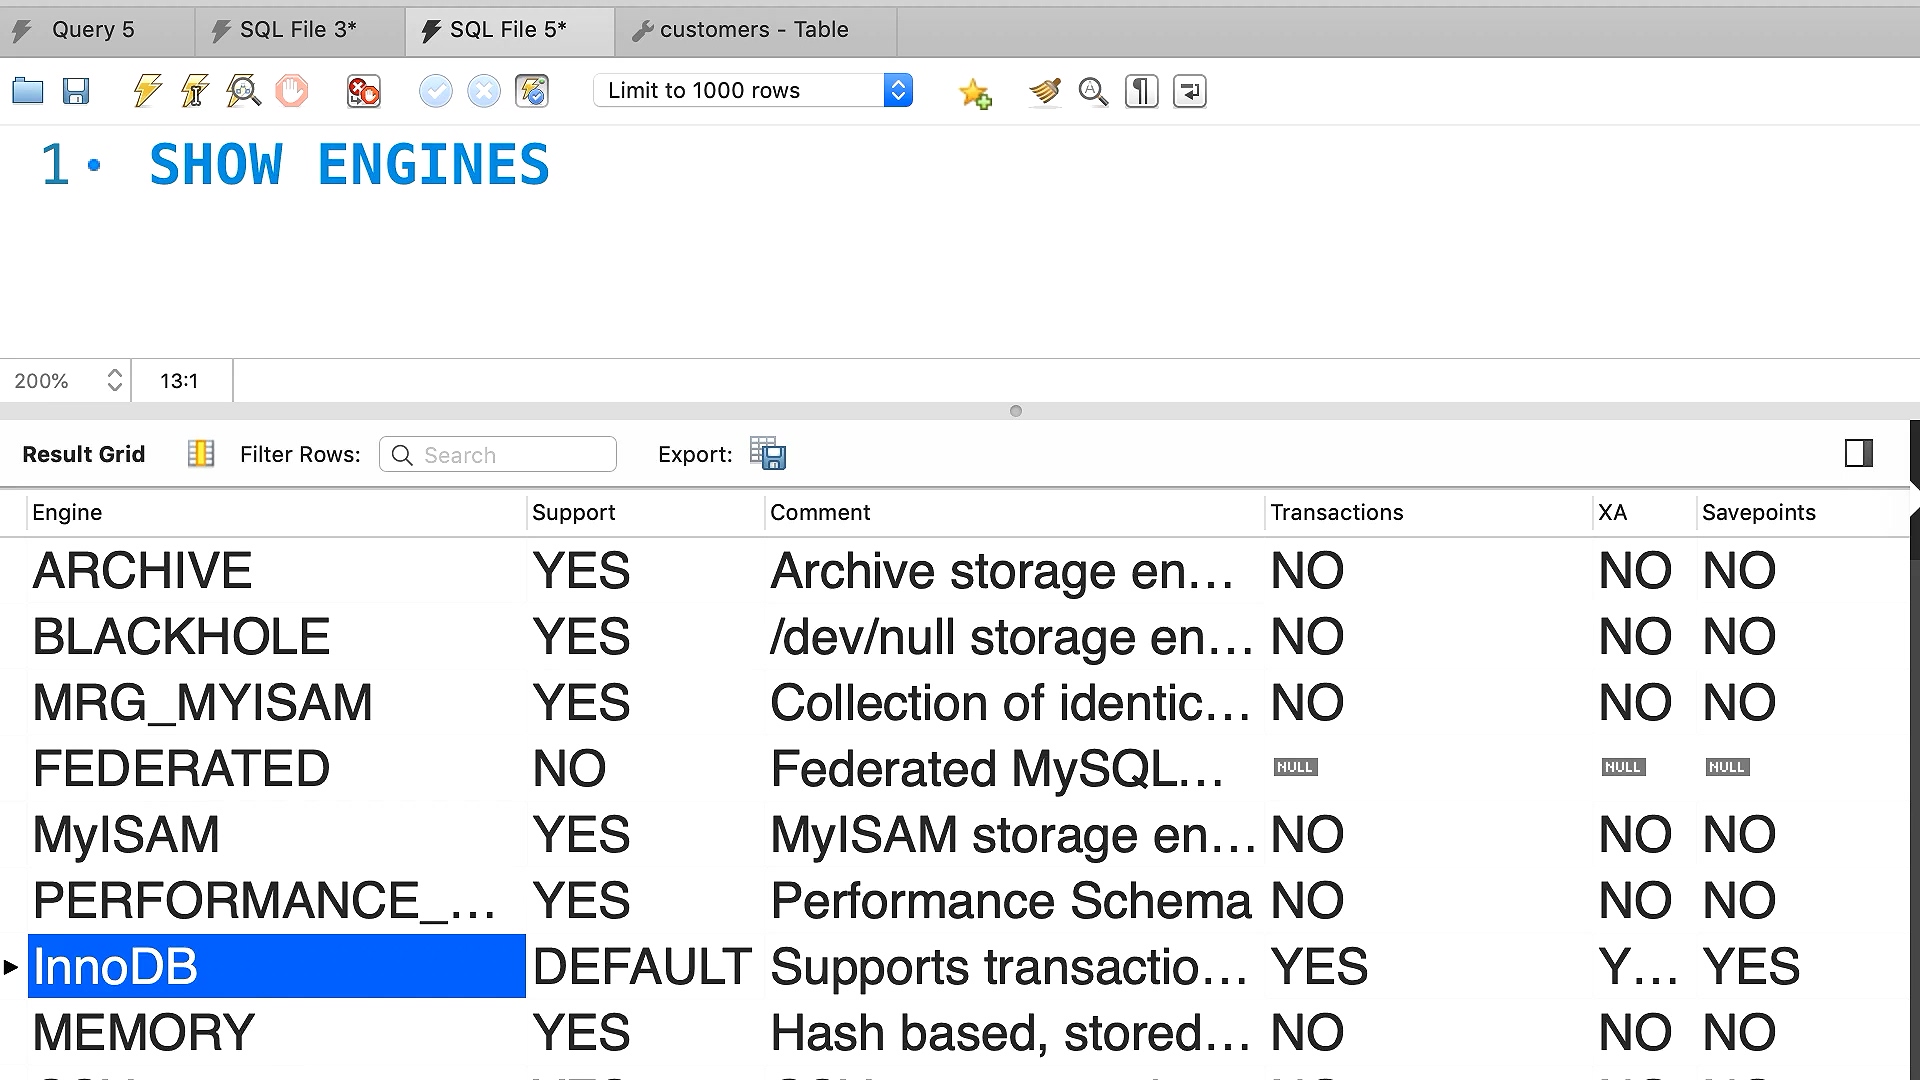 Query 5 SQL File 3* SQL File 5* customers - Table
Limit to 1000 rows
1 SHOW ENGINES
200% 13:1
Result Grid Filter Rows: Search Export:
Engine Support Comment Transactions XA Savepoints
ARCHIVE YES Archive storage en... NO NO NO
BLACKHOLE YES /dev/null storage en... NO NO NO
MRG_MYISAM YES Collection of identic... NO NO NO
FEDERATED NO Federated MySQL... NULL NULL NULL
MyISAM YES MyISAM storage en... NO NO NO
PERFORMANCE_... YES Performance Schema NO NO NO
InnoDB DEFAULT Supports transactio... YES Y... YES
MEMORY YES Hash based, stored... NO NO NO